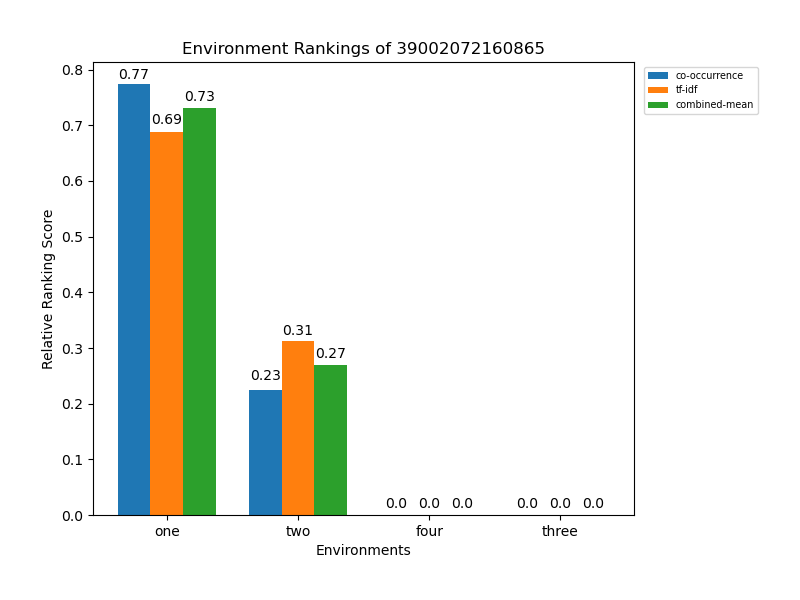 Environment Rankings of 39002072160865
co-occurrence
tf-idf
combined-mean
Relative Ranking Score
0.8
0.7
0.6
0.5
0.4
0.3
0.2
0.1
0.0
0.77
0.69
0.73
0.23
0.31
0.27
0.0 0.0 0.0
0.0 0.0 0.0
one two four three
Environments